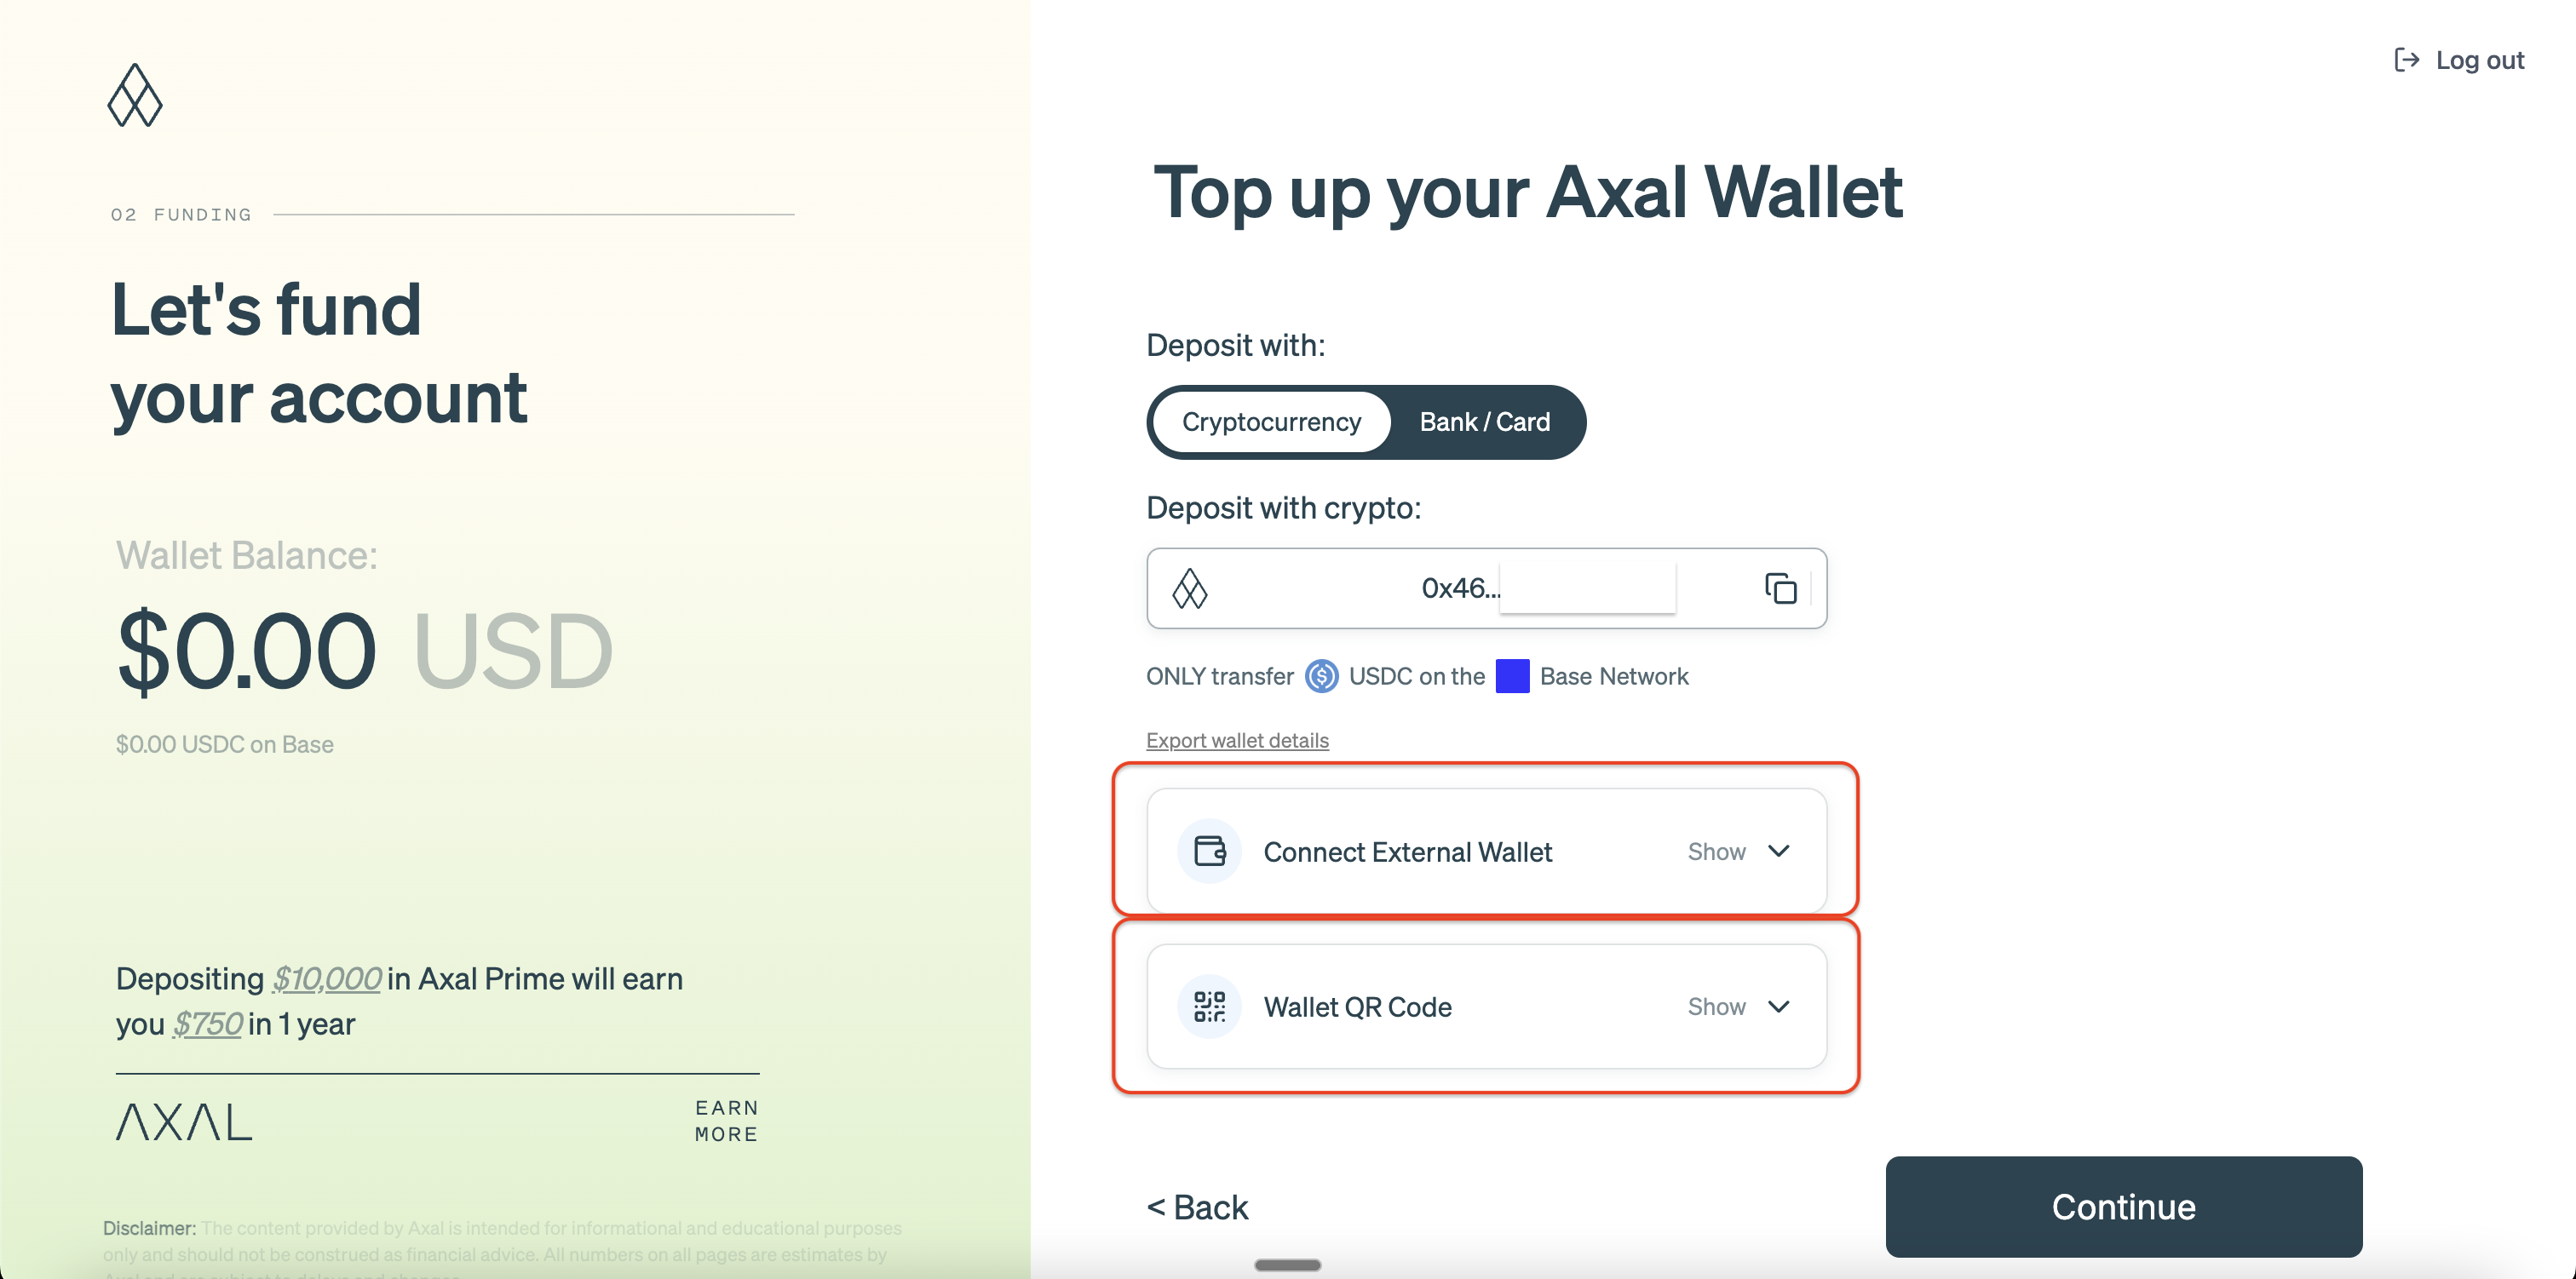 Log out
02 FUNDING
Let's fund
your account
Wallet Balance:
$0.00 USD
$0.00 USDC on Base
Depositing $10,000 in Axal Prime will earn
you $750 in 1 year
AXAL
EARN
MORE
Disclaimer: The content provided by Axal is intended for informational and educational purposes
only and should not be construed as financial advice. All numbers on all pages are estimates by
Top up your Axal Wallet
Deposit with:
Cryptocurrency
Bank / Card
Deposit with crypto:
0x46...
ONLY transfer USDC on the Base Network
Export wallet details
Connect External Wallet Show
Wallet QR Code Show
< Back
Continue